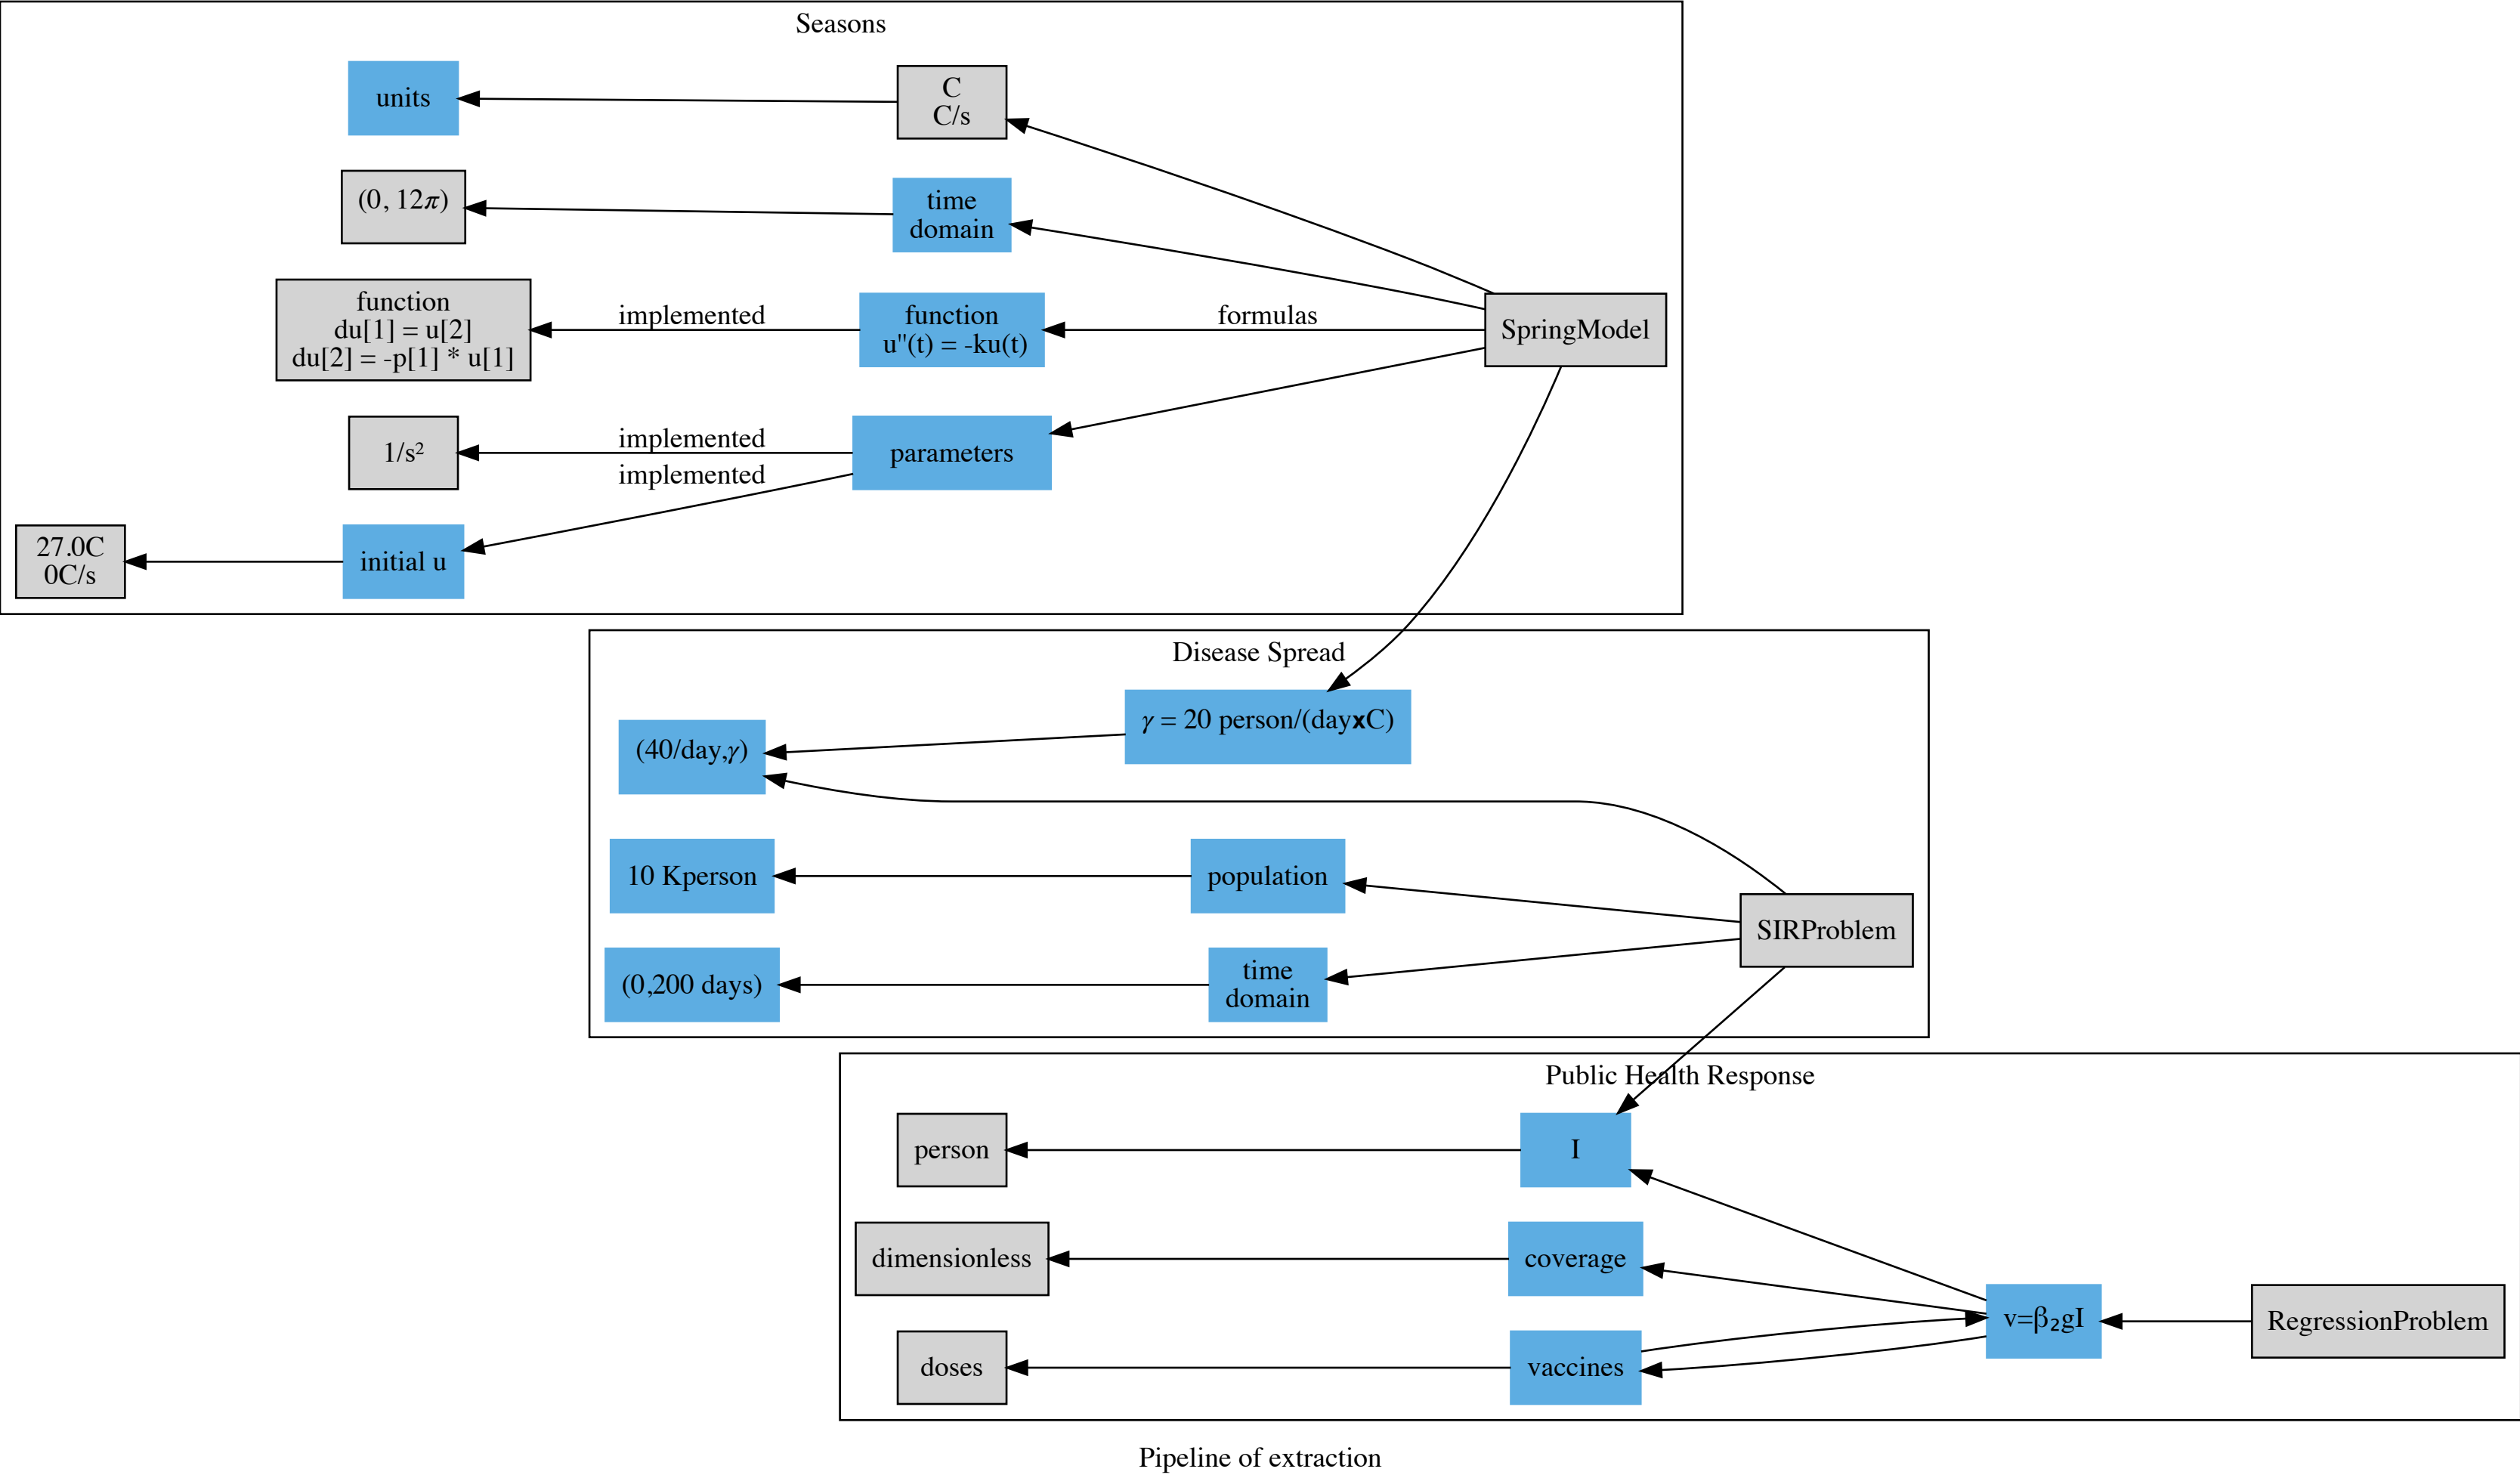 Seasons
units
C
C/s
(0, 12π)
time
domain
function
du[1] = u[2]
du[2] = -p[1] * u[1]
implemented
function
u''(t) = -ku(t)
formulas
SpringModel
1/s²
implemented
implemented
parameters
27.0C
0C/s
initial u
Disease Spread
(40/day,γ)
γ = 20 person/(dayxC)
10 Kperson
population
SIRProblem
(0,200 days)
time
domain
Public Health Response
person
I
dimensionless
coverage
v=β₂gI
RegressionProblem
doses
vaccines
Pipeline of extraction